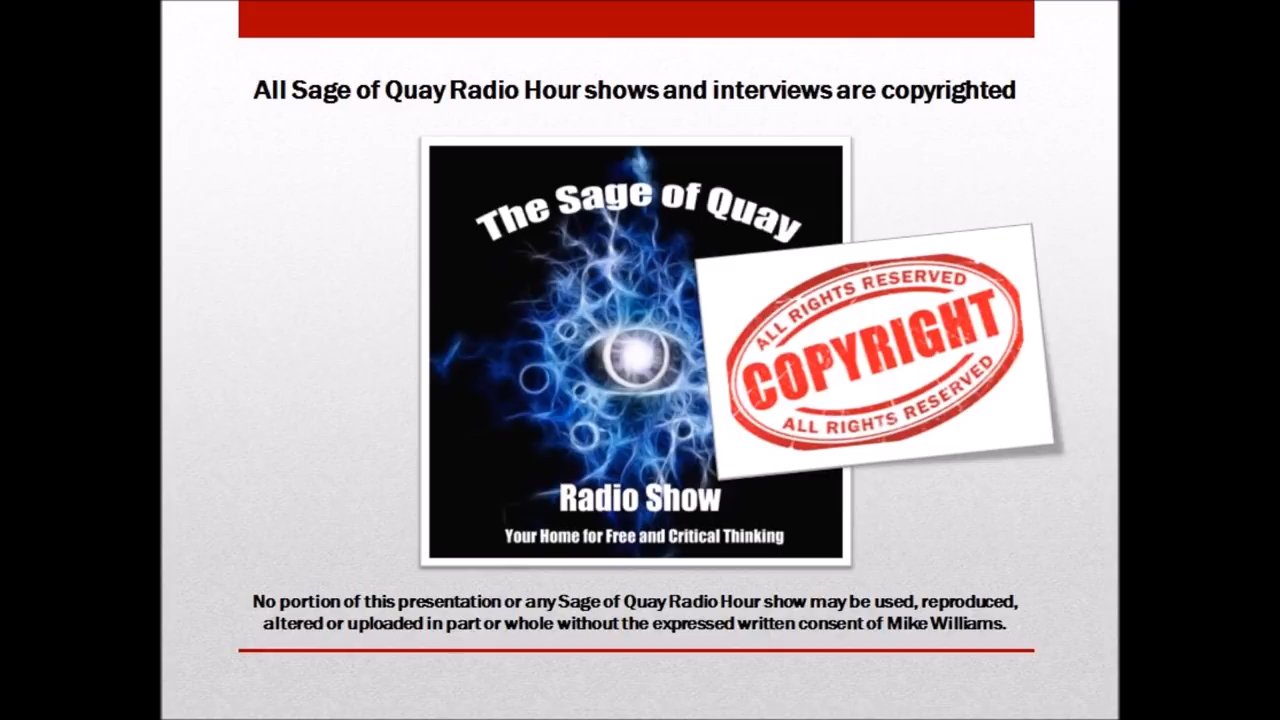 All Sage of Quay Radio Hour shows and interviews are copyrighted
The Sage of Quay
ALL RIGHTS RESERVED
COPYRIGHT
ALL RIGHTS RESERVED
Radio Show
Your Home for Free and Critical Thinking
No portion of this presentation or any Sage of Quay Radio Hour show may be used, reproduced,
altered or uploaded in part or whole without the expressed written consent of Mike Williams.